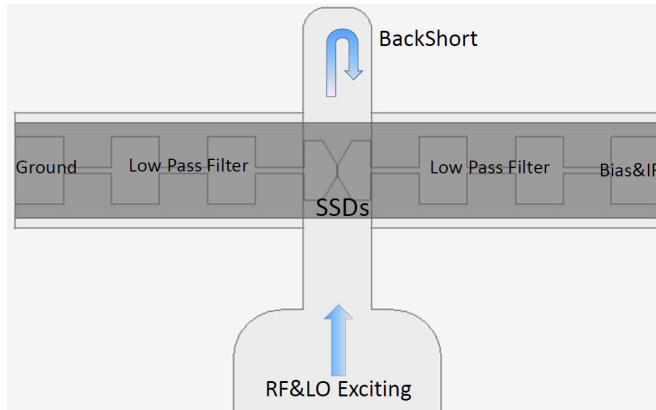 BackShort
Ground
Low Pass Filter
Low Pass Filter
Bias&IF
SSDs
RF&LO Exciting